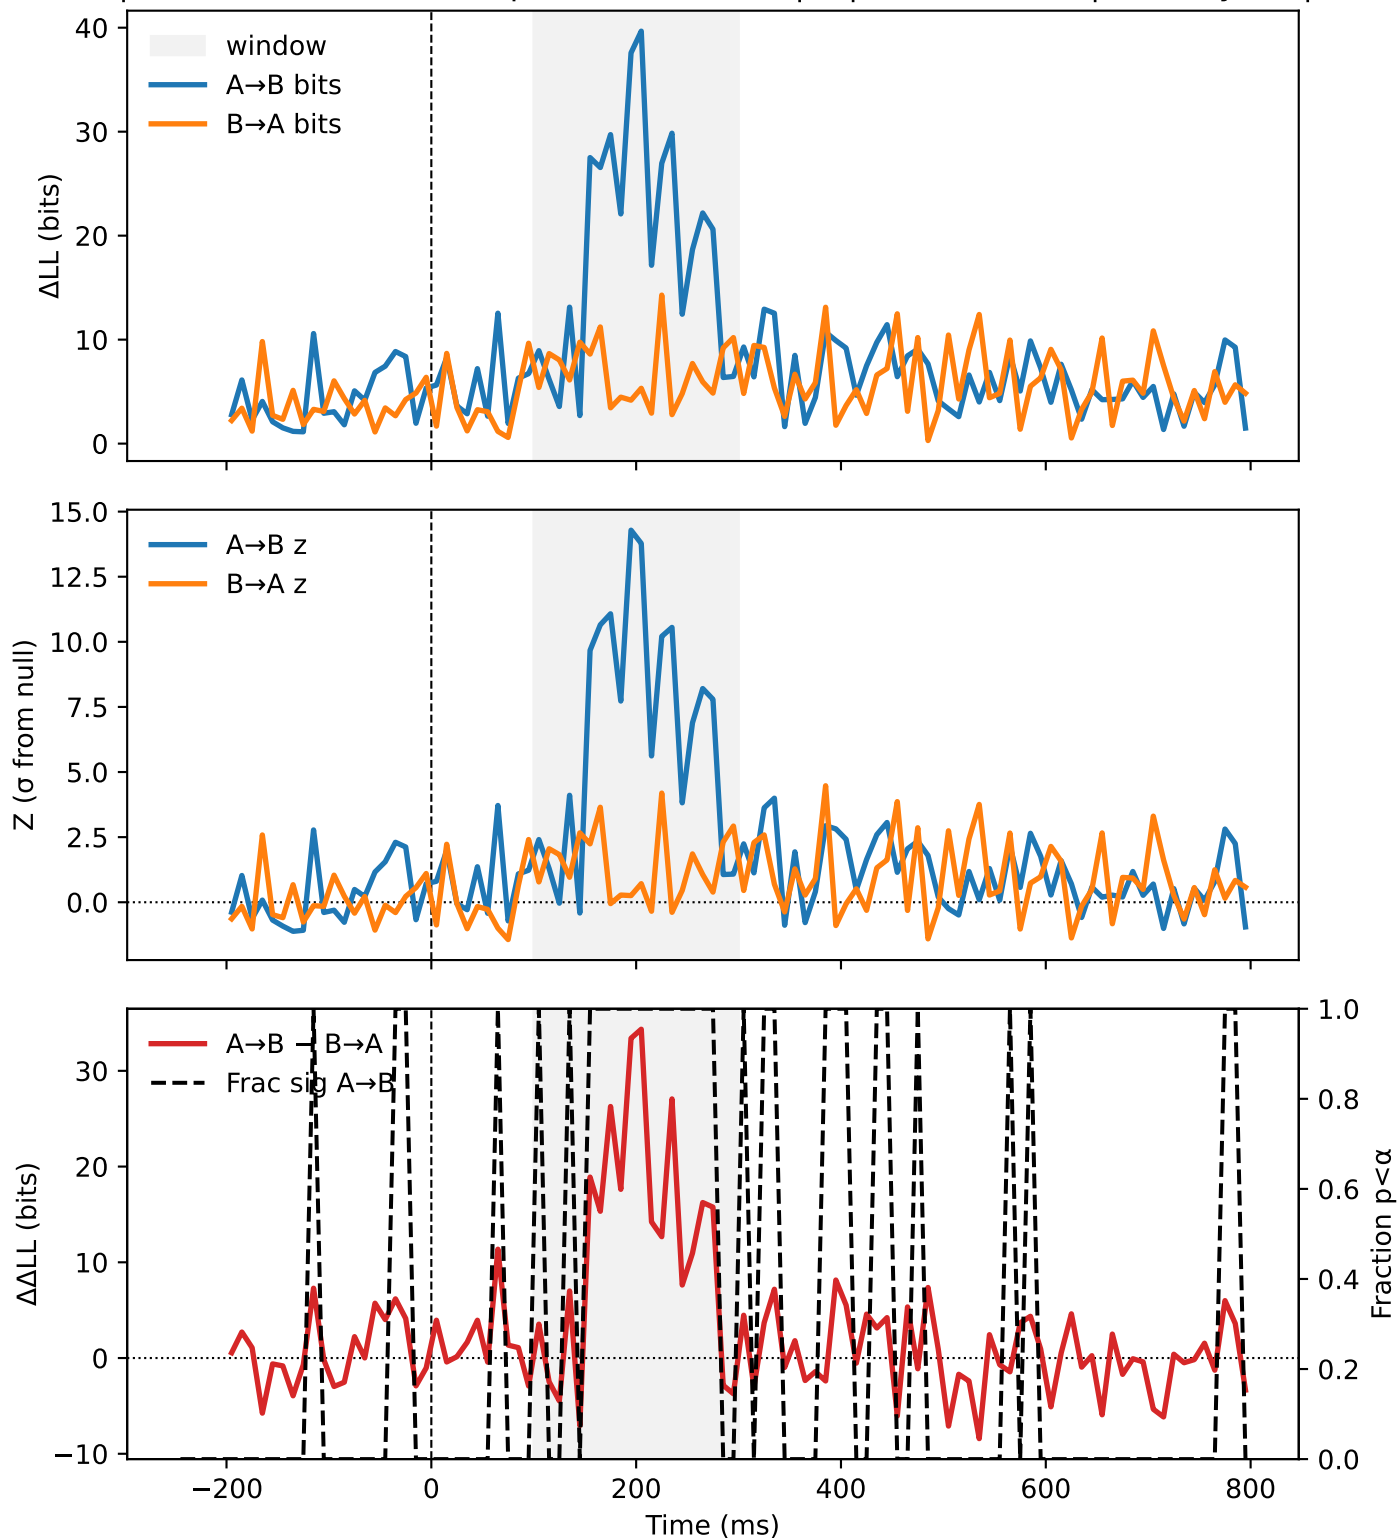 40
30
20
10
0
ΔLL (bits)
window
A→B bits
B→A bits
15.0
12.5
10.0
7.5
5.0
2.5
0.0
Z (σ from null)
A→B z
B→A z
30
20
10
0
−10
ΔΔLL (bits)
A→B − B→A
Frac sig A→B
1.0
0.8
0.6
0.4
0.2
0.0
Fraction p<α
−200 0 200 400 600 800
Time (ms)